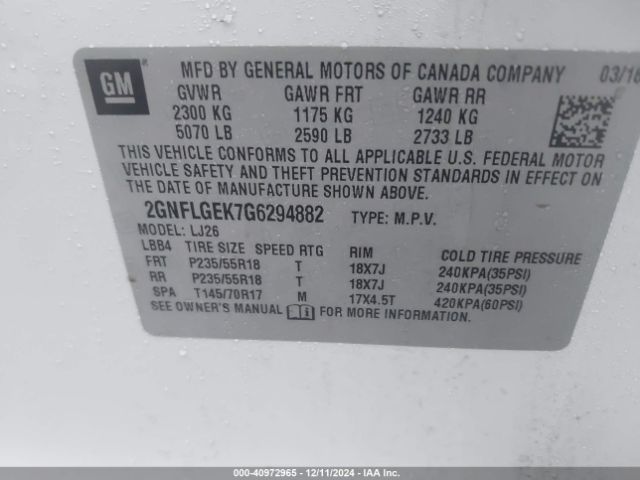 GM
MFD BY GENERAL MOTORS OF CANADA COMPANY 03/16
GVWR GAWR FRT GAWR RR
2300 KG 1175 KG 1240 KG
5070 LB 2590 LB 2733 LB
THIS VEHICLE CONFORMS TO ALL APPLICABLE U.S. FEDERAL MOTOR
VEHICLE SAFETY AND THEFT PREVENTION STANDARDS IN EFFECT ON
THE DATE OF MANUFACTURE SHOWN ABOVE.
2GNFLGEK7G6294882 TYPE: M.P.V.
MODEL: LJ26
LBB4 TIRE SIZE SPEED RTG RIM COLD TIRE PRESSURE
FRT P235/55R18 T 18X7J 240KPA(35PSI)
RR P235/55R18 T 18X7J 240KPA(35PSI)
SPA T145/70R17 M 17X4.5T 420KPA(60PSI)
SEE OWNER'S MANUAL FOR MORE INFORMATION.
000-40972965 • 12/11/2024 • IAAI.COM